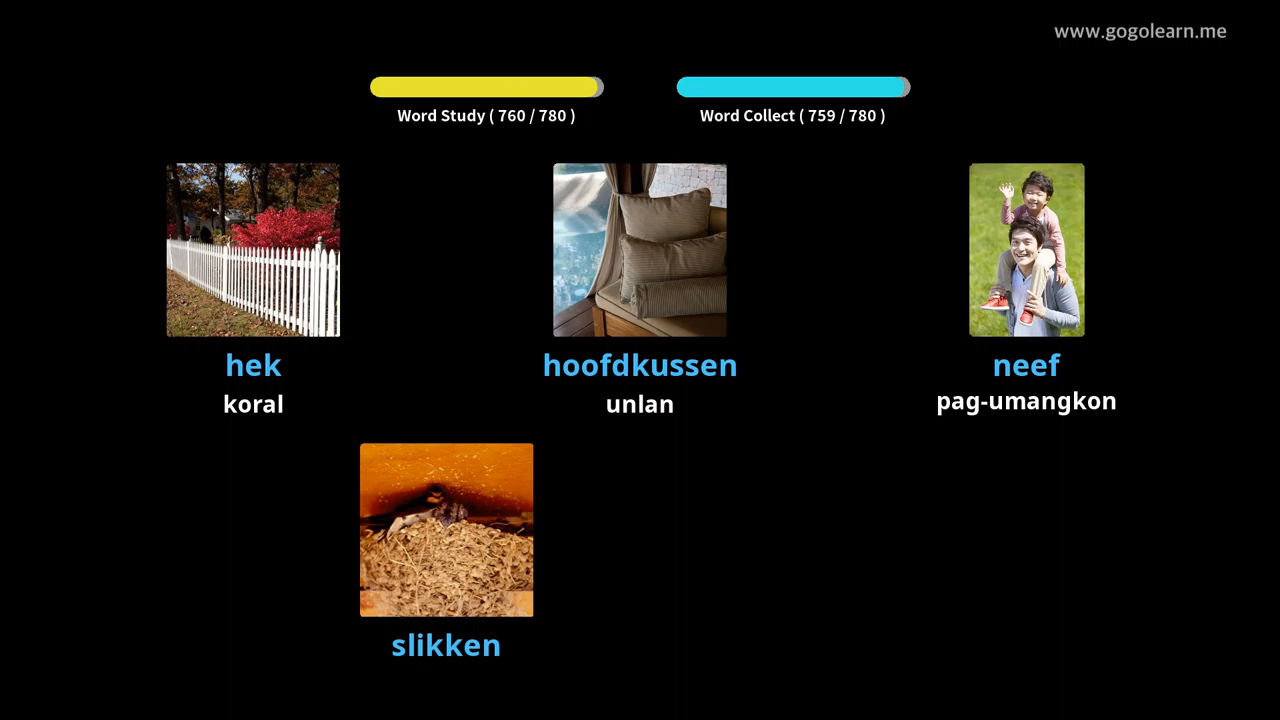 www.gogolearn.me
Word Study ( 760 / 780 )
Word Collect ( 759 / 780 )
hek
koral
hoofdkussen
unlan
neef
pag-umangkon
slikken